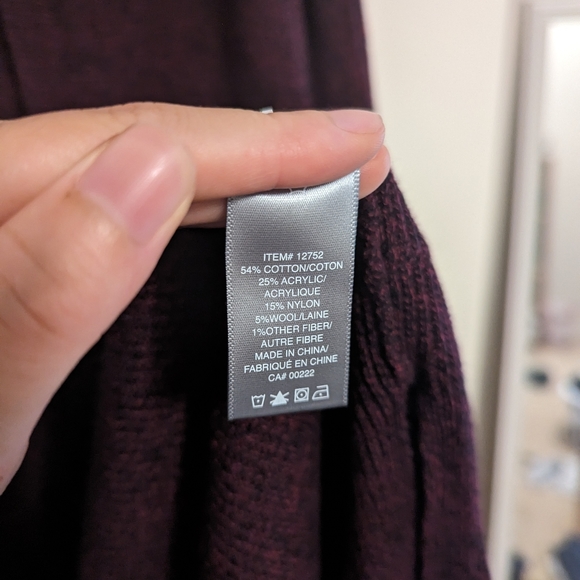 ITEM# 12752
54% COTTON/COTON
25% ACRYLIC/
ACRYLIQUE
15% NYLON
5%WOOL/LAINE
1%OTHER FIBER/
AUTRE FIBRE
MADE IN CHINA/
FABRIQUÉ EN CHINE
CA# 00222